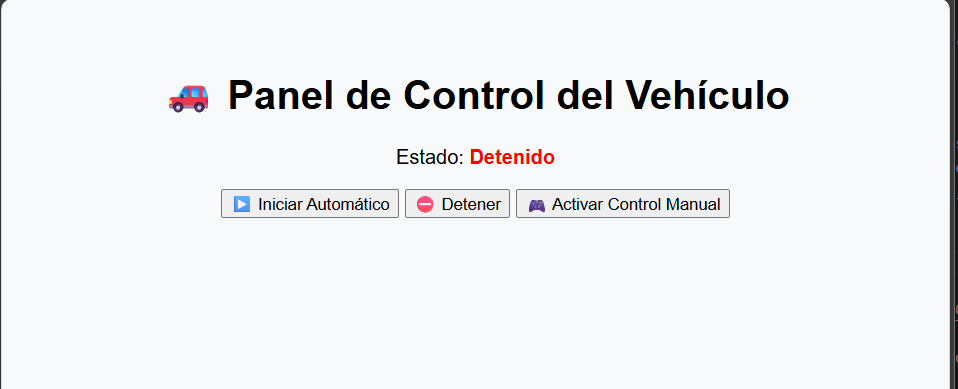 Panel de Control del Vehículo
Estado: Detenido
Iniciar Automático Detener Activar Control Manual